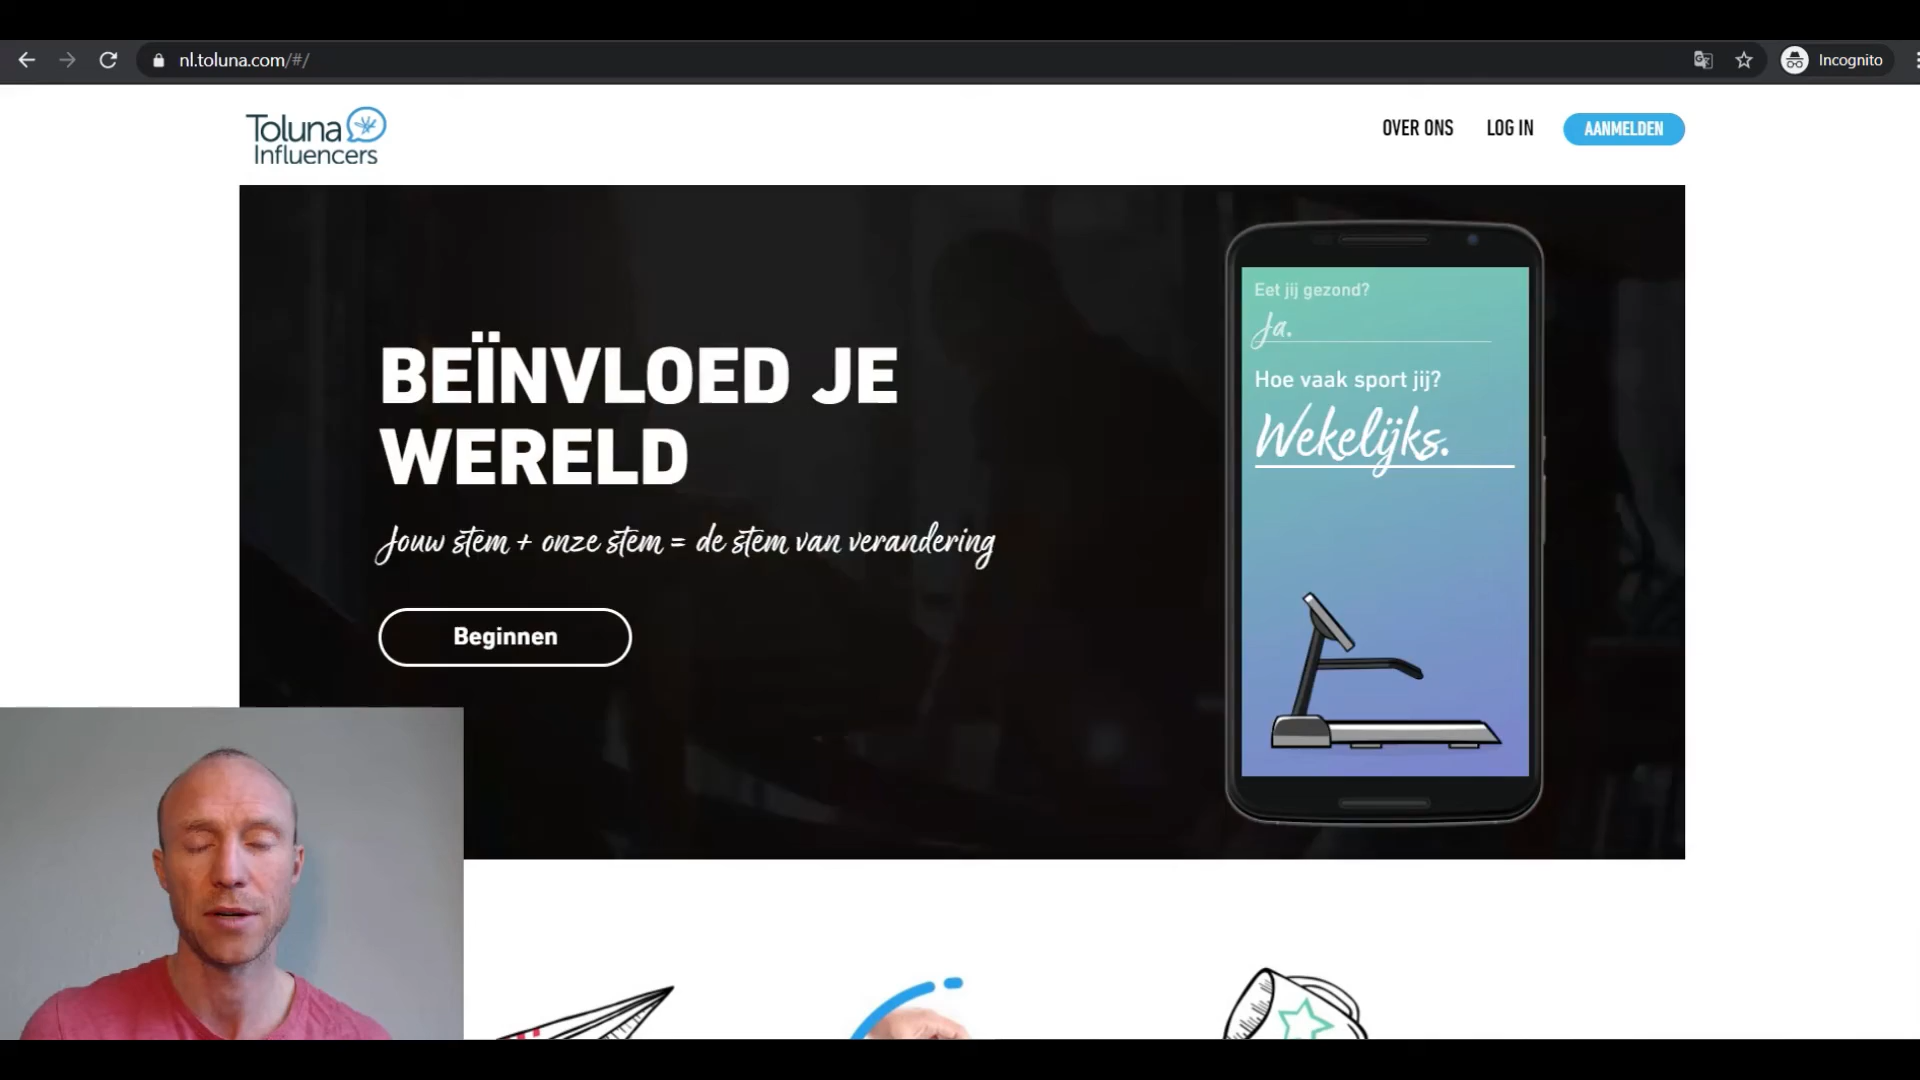 nl.toluna.com/#/
Incognito
Toluna
Influencers
OVER ONS
LOG IN
AANMELDEN
BEÏNVLOED JE
WERELD
Jouw stem + onze stem = de stem van verandering
Beginnen
Eet jij gezond?
Ja.
Hoe vaak sport jij?
Wekelijks.